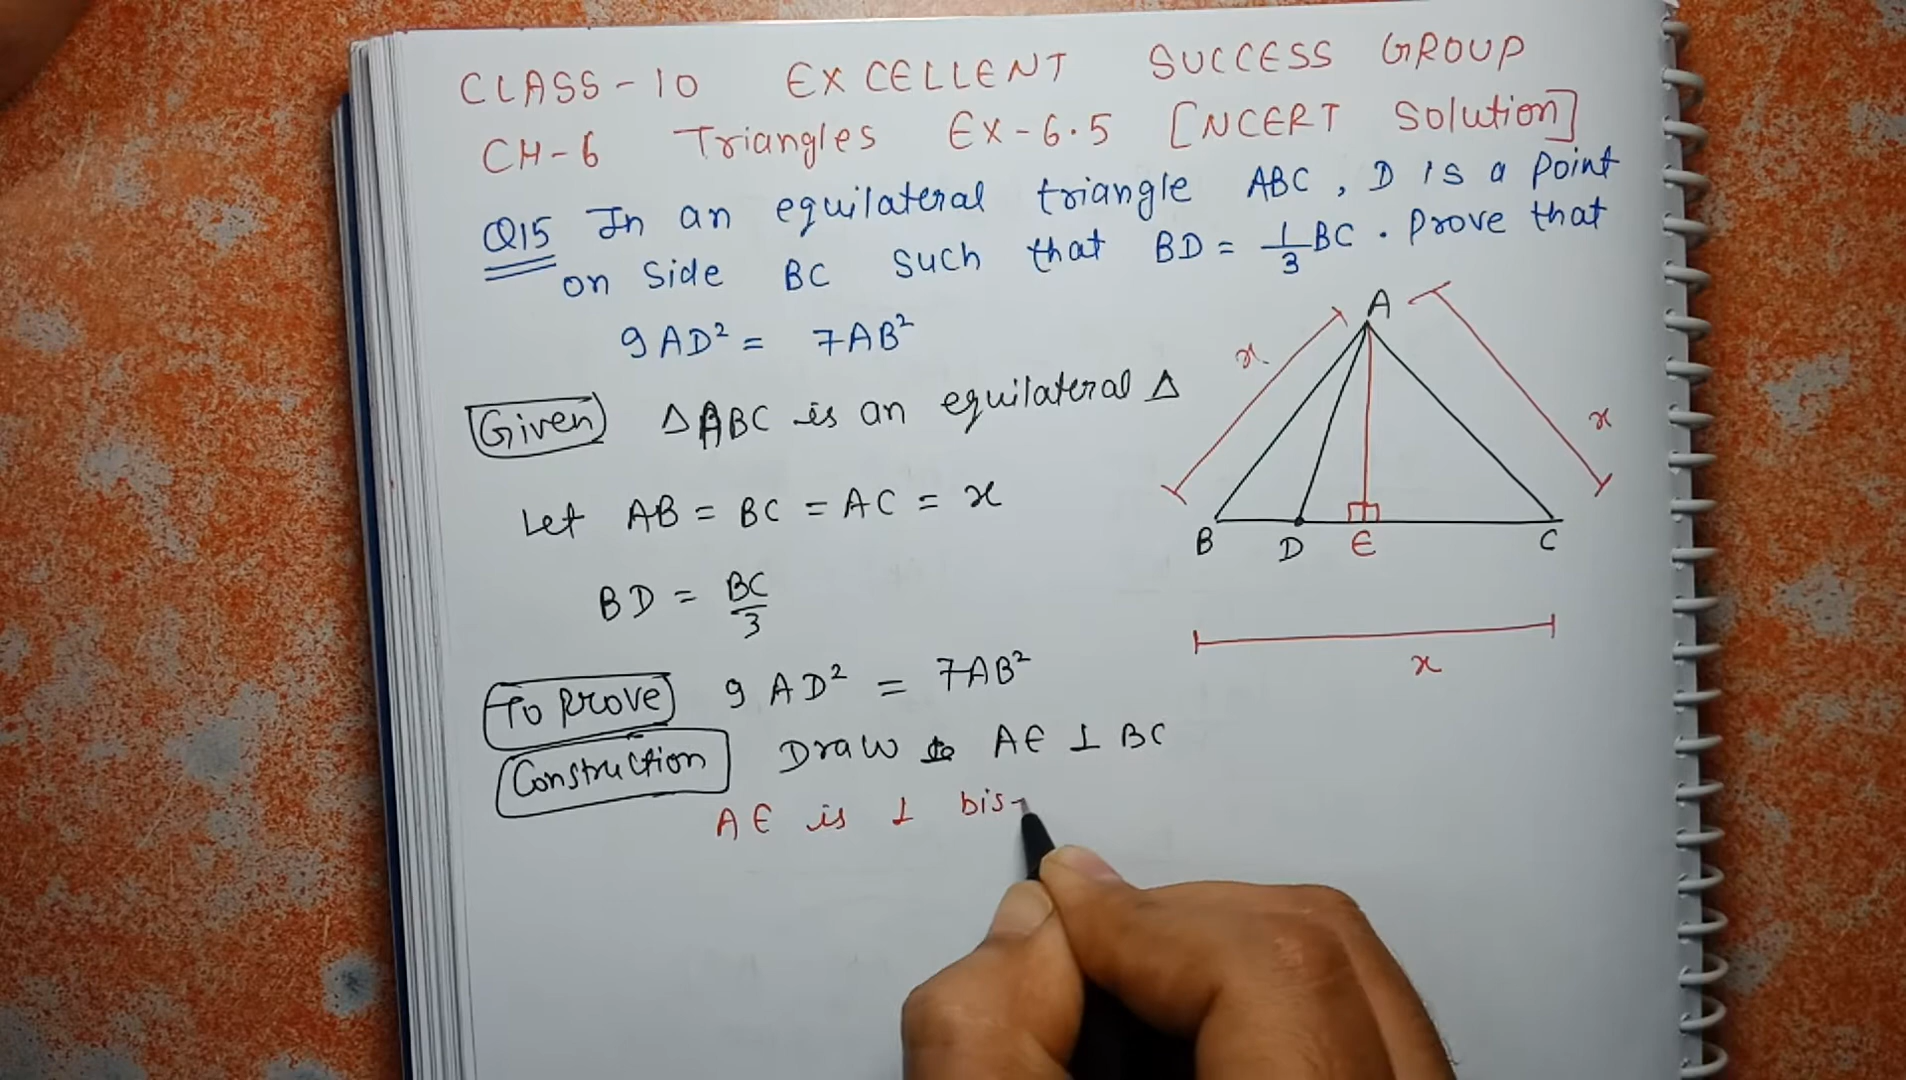 CLASS-10 EXCELLENT SUCCESS GROUP
CH-6 Triangles EX-6.5 [NCERT Solution]
Q15 In an equilateral triangle ABC, D is a point
on side BC such that BD = 1/3 BC. Prove that
9AD² = 7AB²
Given ΔABC is an equilateral Δ
Let AB = BC = AC = x
BD = BC/3
To prove 9AD² = 7AB²
Construction Draw AE ⊥ BC
AE is ⊥ bis
A
x
x
B D E C
x